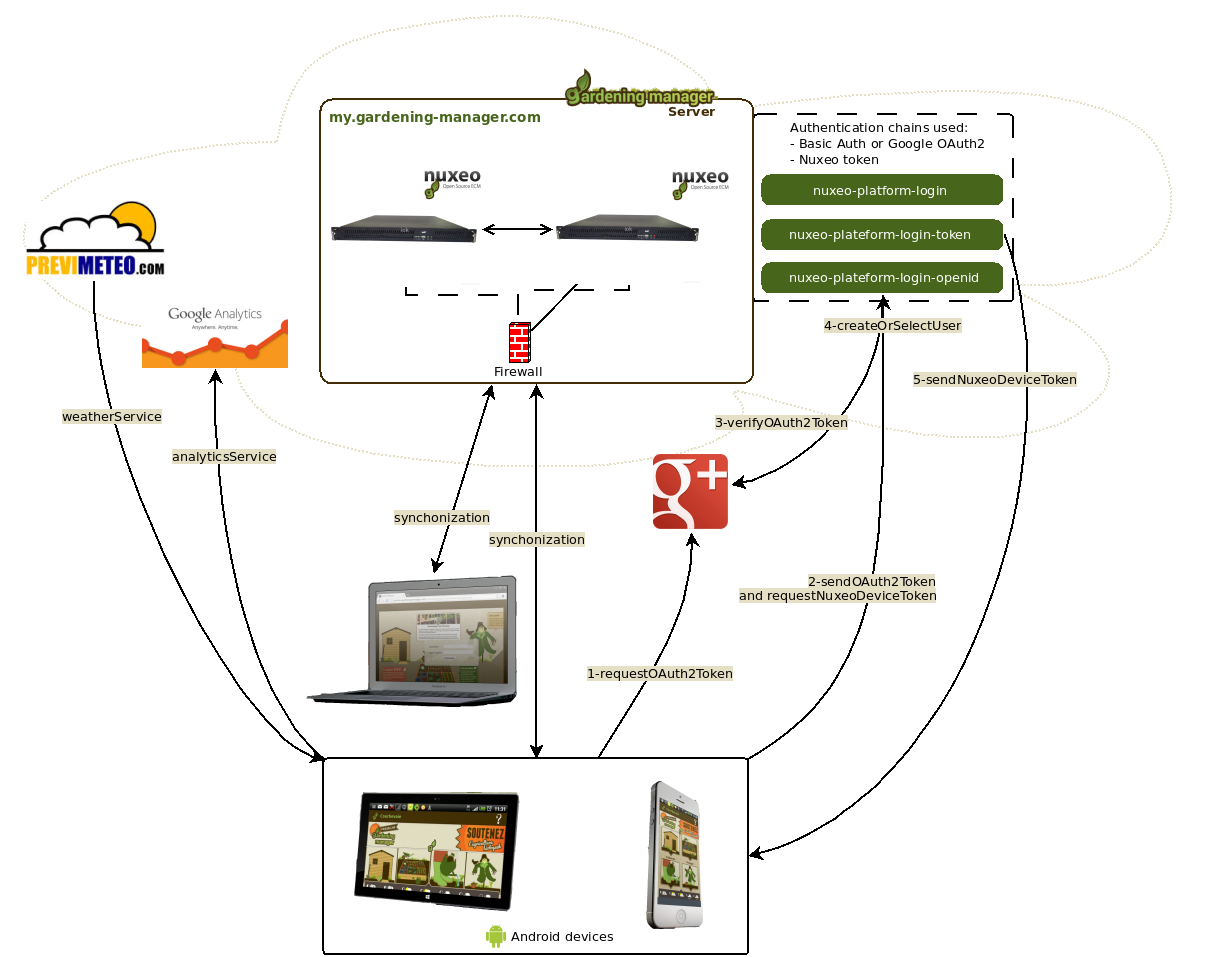 gardening manager
Server
my.gardening-manager.com
nuxeo
Open Source ECM
nuxeo
Open Source ECM
Authentication chains used:
- Basic Auth or Google OAuth2
- Nuxeo token
nuxeo-platform-login
nuxeo-plateform-login-token
nuxeo-plateform-login-openid
PREVIMETEO.COM
Google Analytics
Anywhere. Anytime.
Firewall
4-createOrSelectUser
5-sendNuxeoDeviceToken
weatherService
3-verifyOAuth2Token
analyticsService
g+
synchonization
synchonization
2-sendOAuth2Token
and requestNuxeoDeviceToken
1-requestOAuth2Token
11:31
?
SOUTENEZ
Android devices